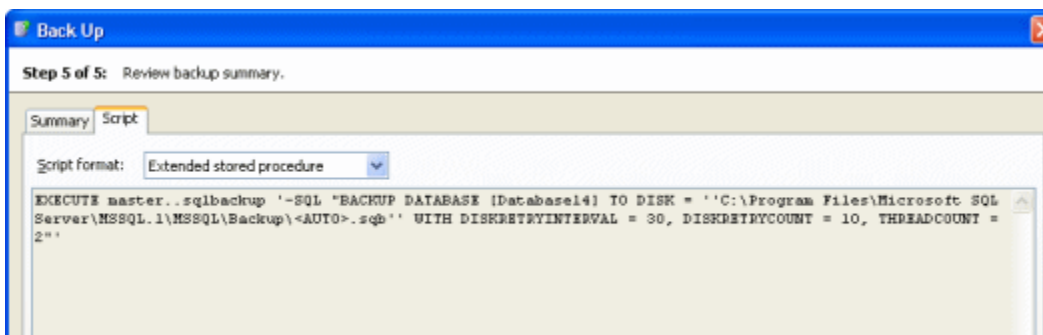 Back Up
Step 5 of 5: Review backup summary.
Summary Script
Script format: Extended stored procedure
EXECUTE master..sqlbackup '-SQL "BACKUP DATABASE [Database14] TO DISK = ''C:\Program Files\Microsoft SQL
Server\MSSQL.1\MSSQL\Backup\<AUTO>.sqb'' WITH DISKRETRYINTERVAL = 30, DISKRETRYCOUNT = 10, THREADCOUNT =
2"'